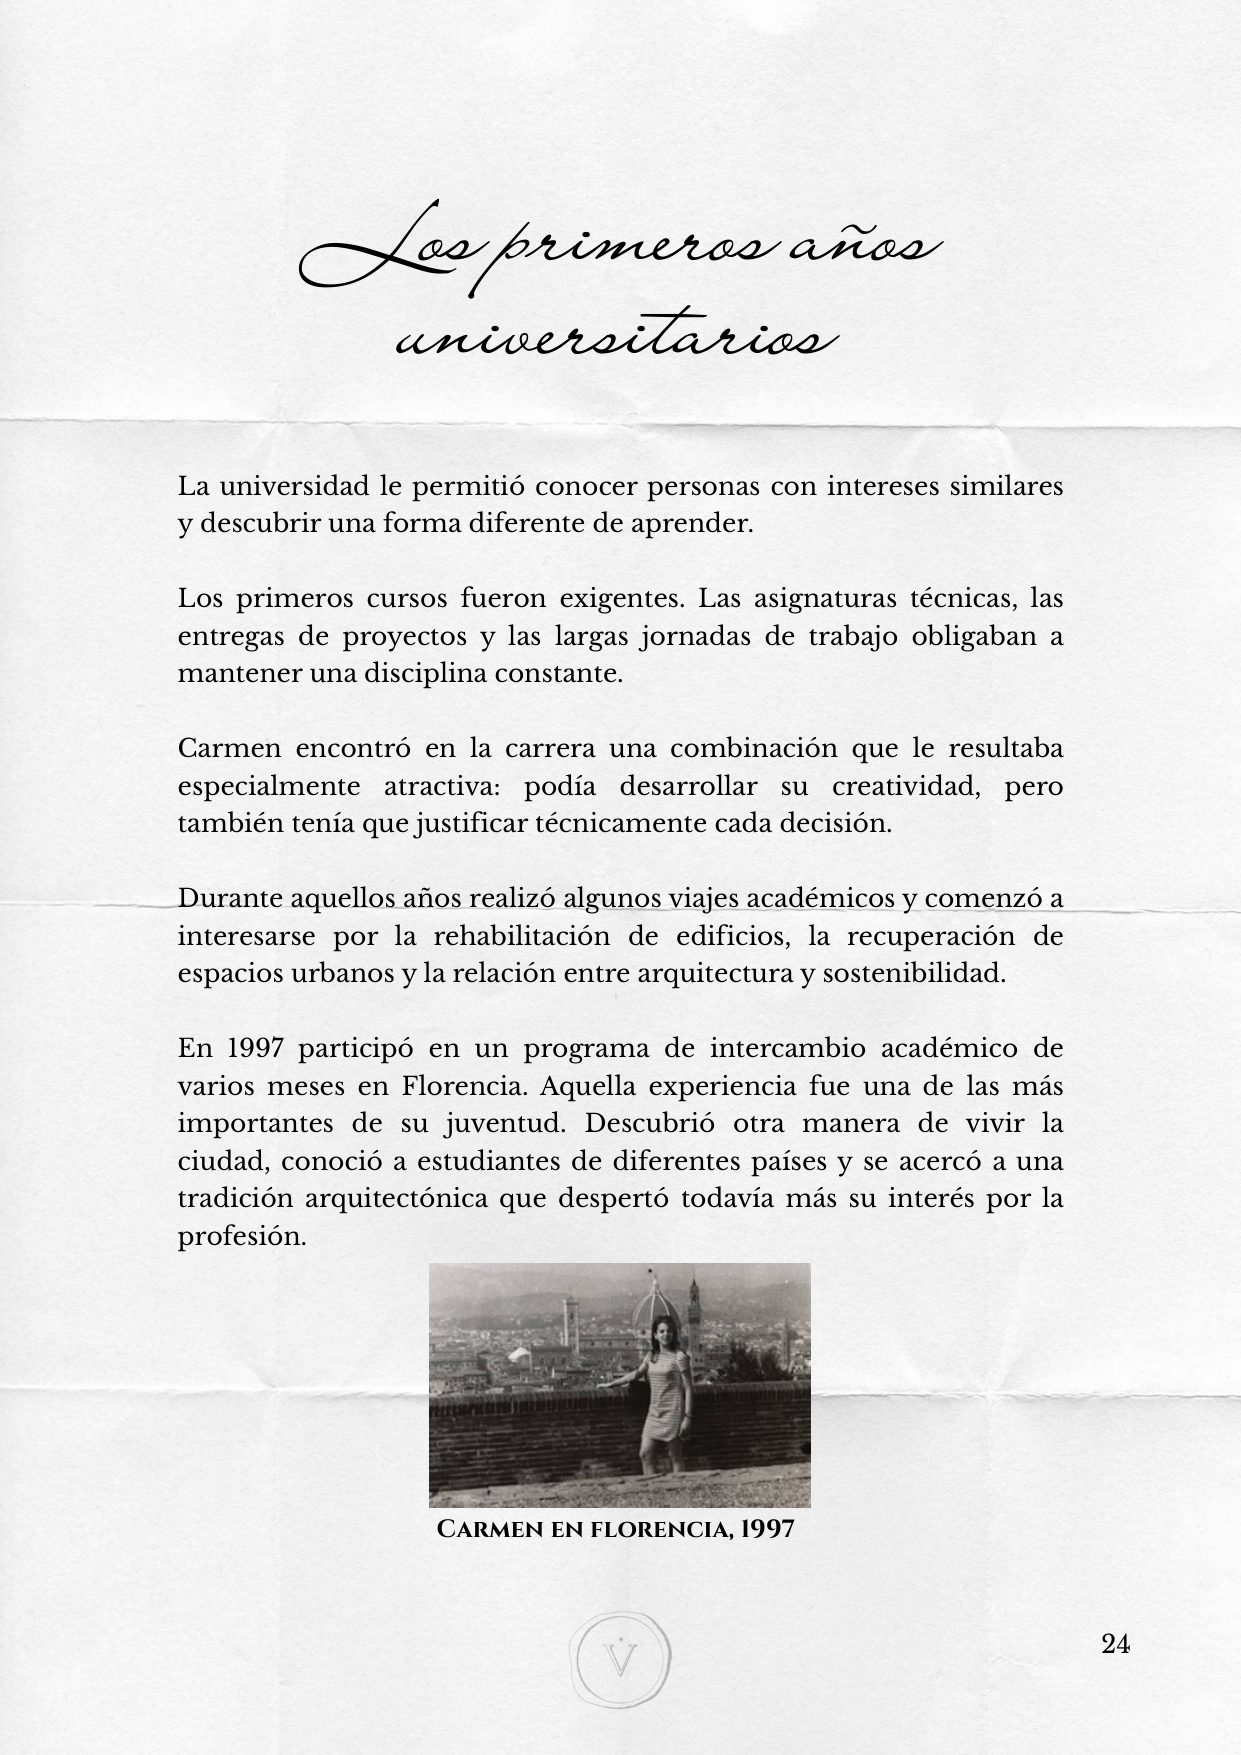 Los primeros años
universitarios
La universidad le permitió conocer personas con intereses similares
y descubrir una forma diferente de aprender.
Los primeros cursos fueron exigentes. Las asignaturas técnicas, las
entregas de proyectos y las largas jornadas de trabajo obligaban a
mantener una disciplina constante.
Carmen encontró en la carrera una combinación que le resultaba
especialmente atractiva: podía desarrollar su creatividad, pero
también tenía que justificar técnicamente cada decisión.
Durante aquellos años realizó algunos viajes académicos y comenzó a
interesarse por la rehabilitación de edificios, la recuperación de
espacios urbanos y la relación entre arquitectura y sostenibilidad.
En 1997 participó en un programa de intercambio académico de
varios meses en Florencia. Aquella experiencia fue una de las más
importantes de su juventud. Descubrió otra manera de vivir la
ciudad, conoció a estudiantes de diferentes países y se acercó a una
tradición arquitectónica que despertó todavía más su interés por la
profesión.
Carmen en florencia, 1997
V
24